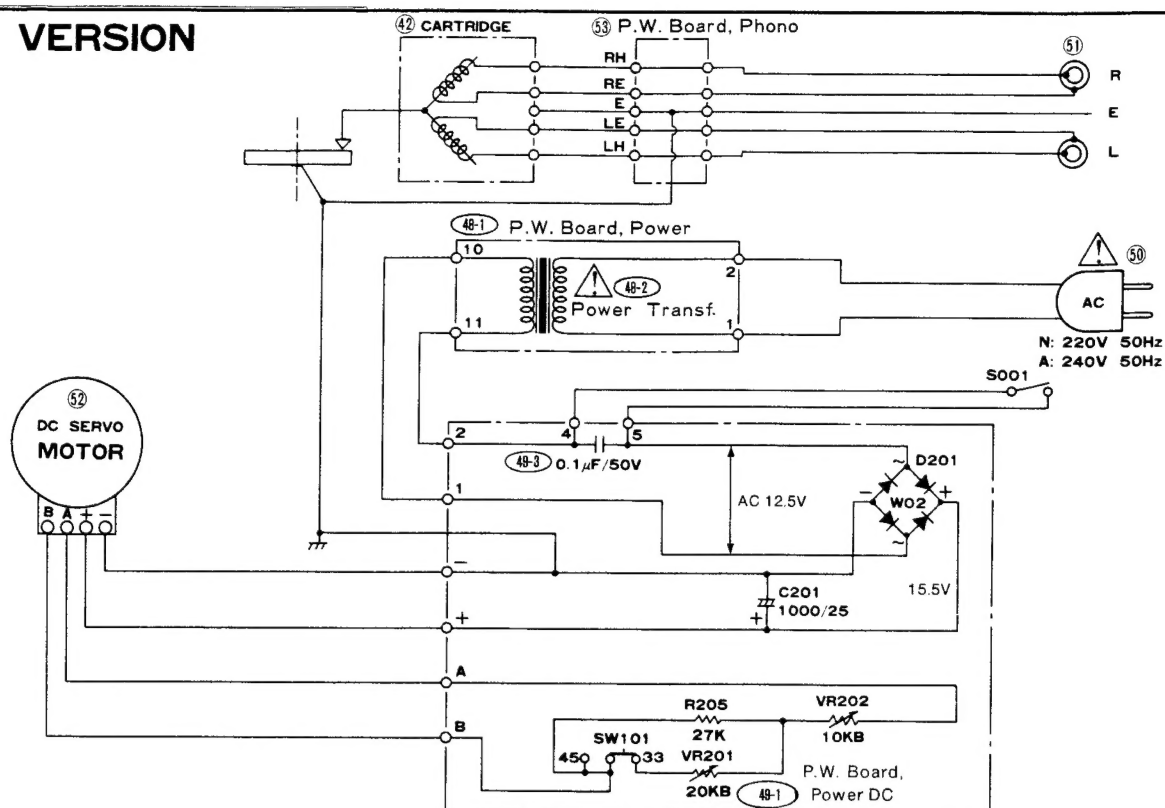 VERSION
42 CARTRIDGE
53 P.W. Board, Phono
51
RH
R
RE
E
E
LE
LH
L
48-1 P.W. Board, Power
10
2
48-2
Power Transf.
11
1
! 50
AC
N: 220V 50Hz
A: 240V 50Hz
S001
52
DC SERVO
MOTOR
B A + −
2
4
5
49-3 0.1µF/50V
D201
− W02 +
~
~
1
AC 12.5V
15.5V
−
C201
1000/25
+
+
A
B
R205
27K
VR202
10KB
45 SW101 33
VR201
20KB
49-1
P.W. Board,
Power DC